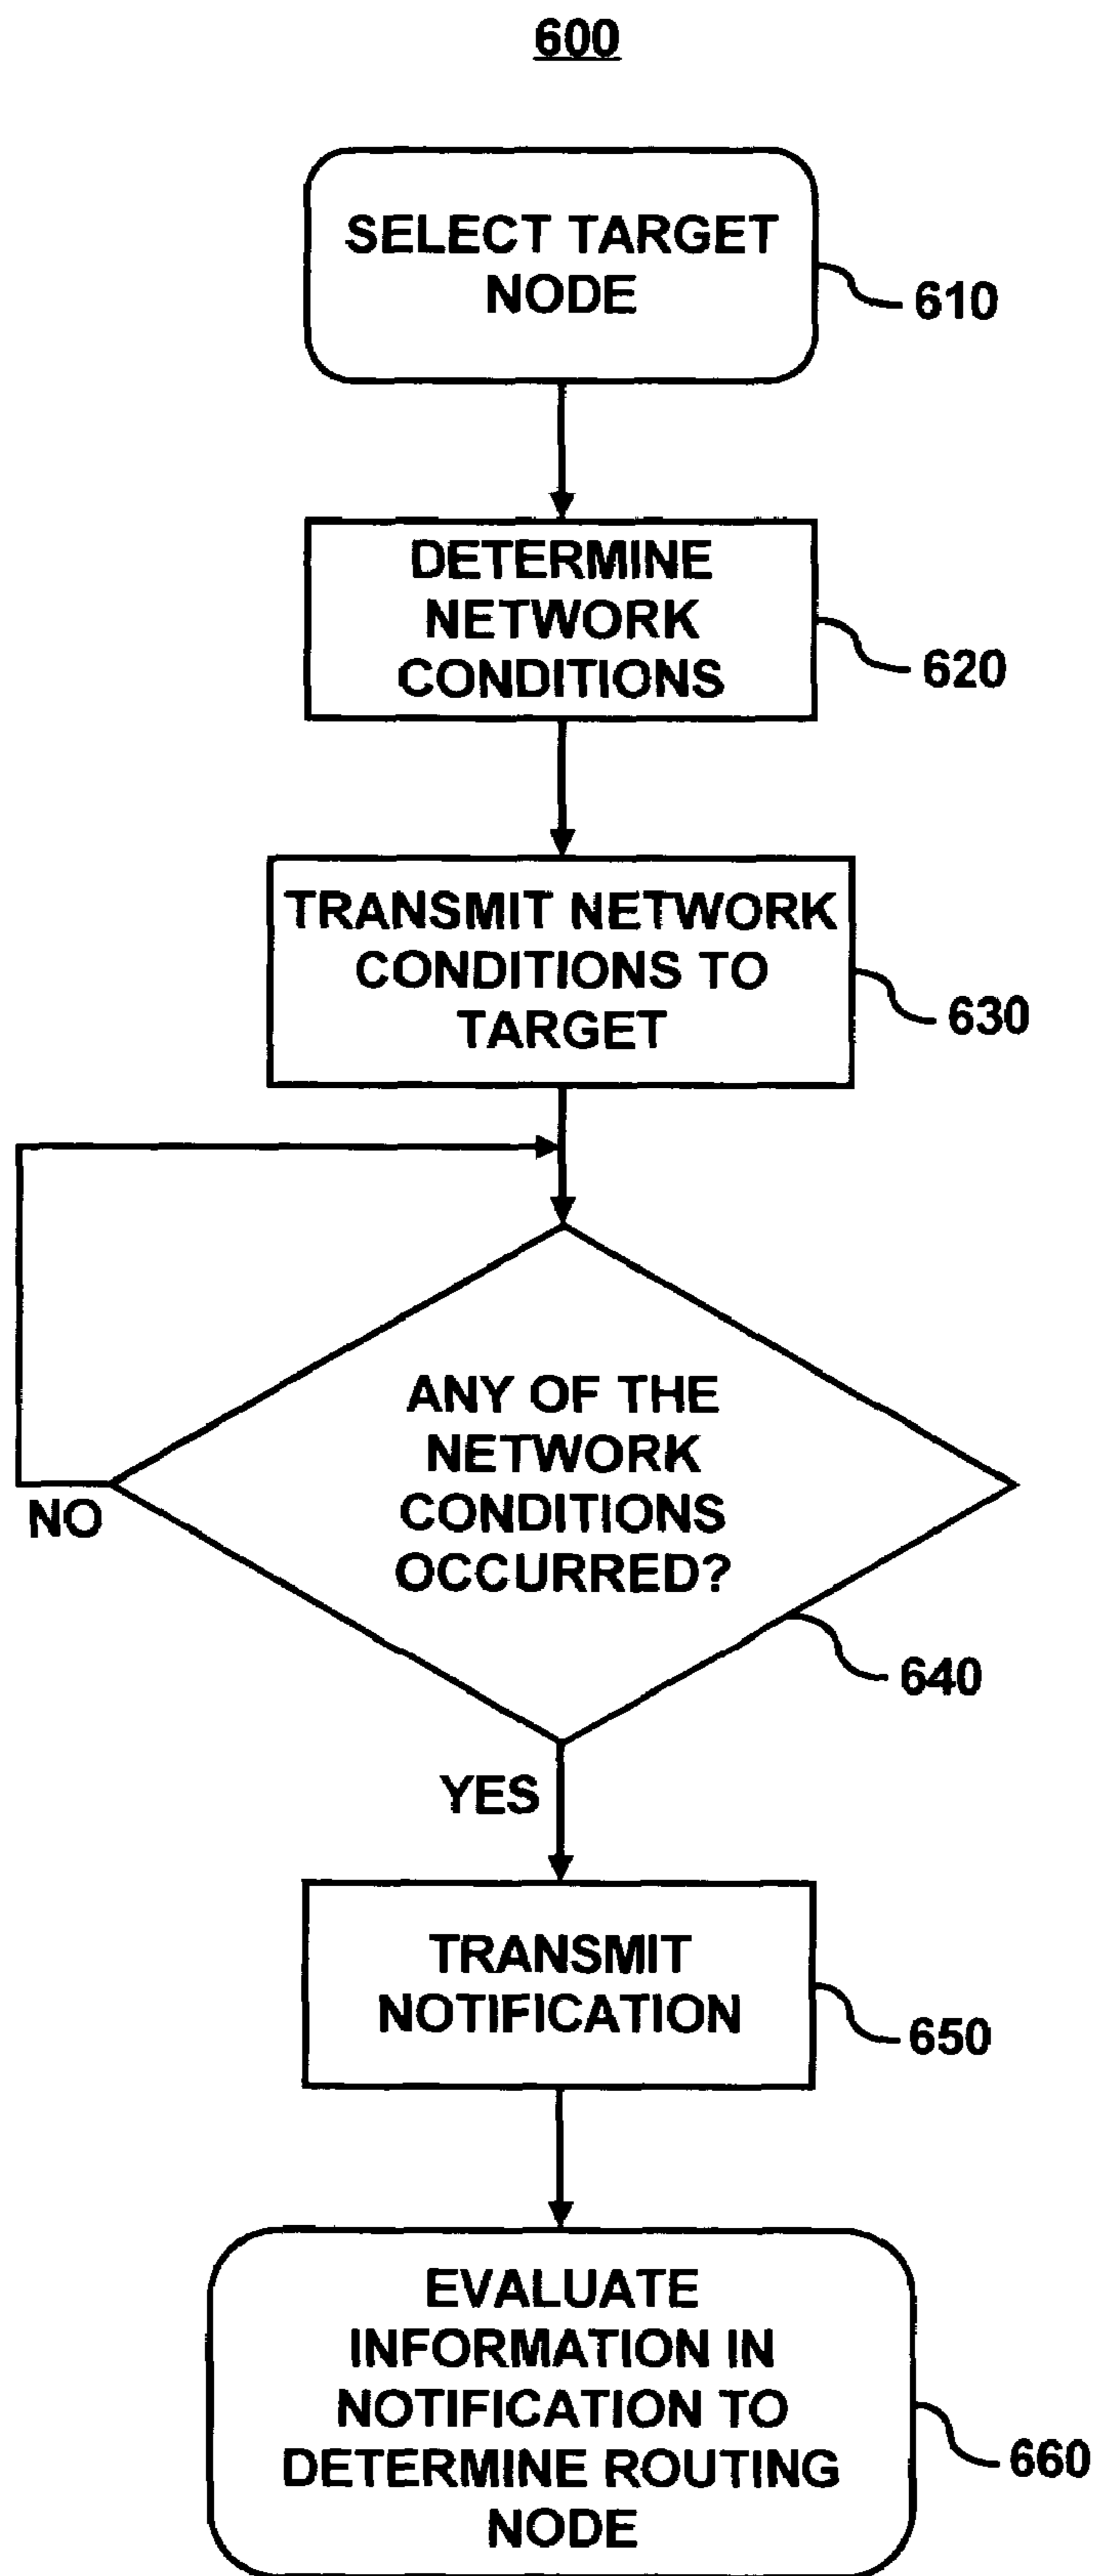 600
SELECT TARGET
NODE
610
DETERMINE
NETWORK
CONDITIONS
620
TRANSMIT NETWORK
CONDITIONS TO
TARGET
630
ANY OF THE
NETWORK
CONDITIONS
OCCURRED?
NO
640
YES
TRANSMIT
NOTIFICATION
650
EVALUATE
INFORMATION IN
NOTIFICATION TO
DETERMINE ROUTING
NODE
660